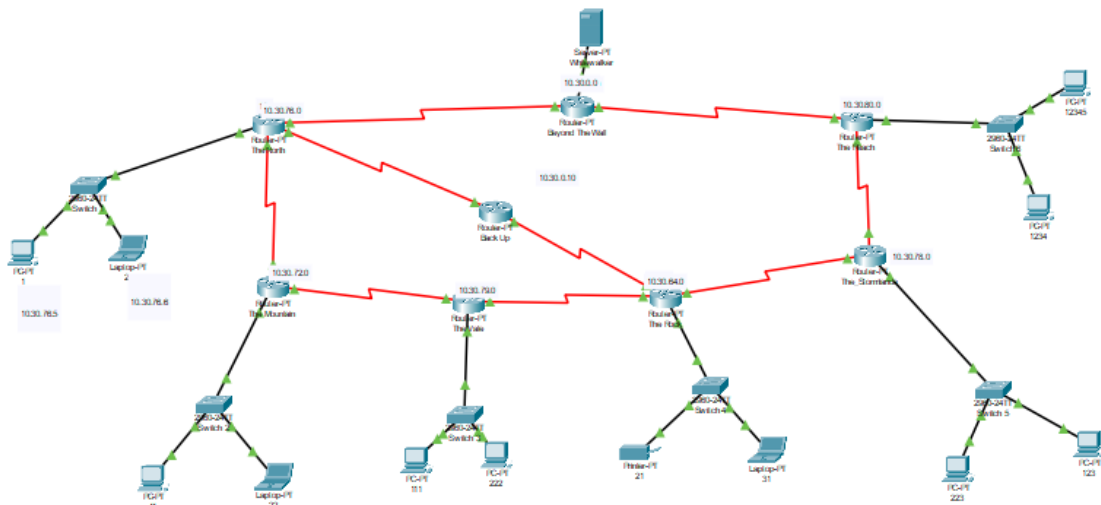 Server-PT
Whitewalker
10.30.0.0
Router-PT
Beyond The Wall
10.30.76.0
Router-PT
The North
10.30.80.0
Router-PT
The Reach
PC-PT
12345
2960-24TT
Switch 6
PC-PT
1234
10.30.0.10
2960-24TT
Switch
PC-PT
1
Laptop-PT
2
10.30.76.5
10.30.76.6
Router-PT
Back Up
10.30.78.0
Router-PT
The_Stormlands
10.30.72.0
Router-PT
The_Mountain
10.30.79.0
Router-PT
The Vale
10.30.64.0
Router-PT
The
2960-24TT
Switch 2
PC-PT
Laptop-PT
2960-24TT
Switch
PC-PT
111
PC-PT
222
2960-24TT
Switch 4
Printer-PT
21
Laptop-PT
31
2960-24TT
Switch 5
PC-PT
223
PC-PT
123